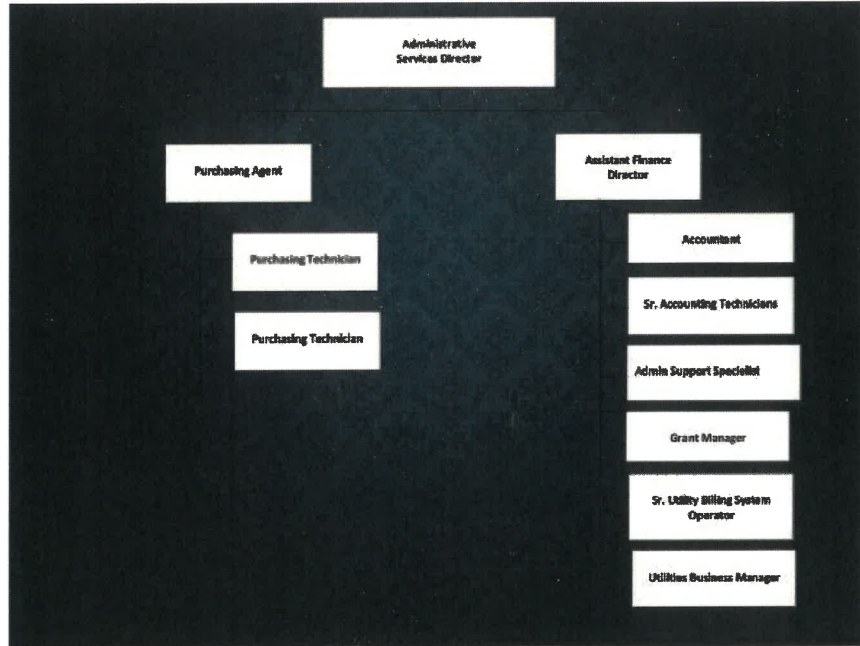 Administrative
Services Director
Purchasing Agent
Purchasing Technician
Purchasing Technician
Assistant Finance
Director
Accountant
Sr. Accounting Technicians
Admin Support Specialist
Grant Manager
Sr. Utility Billing System
Operator
Utilities Business Manager